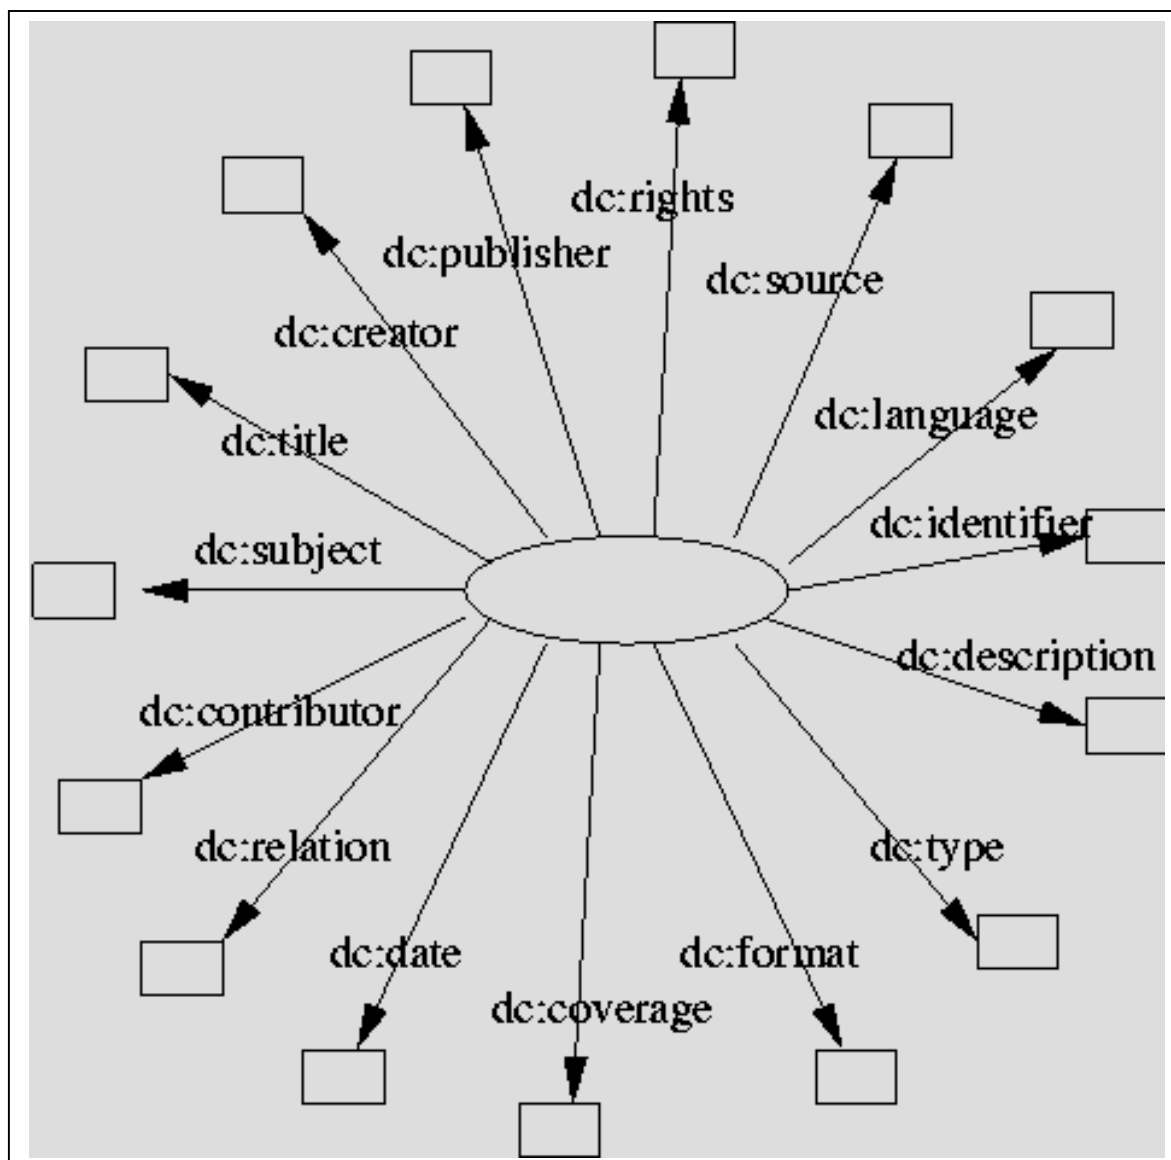 dc:rights
dc:publisher
dc:source
dc:creator
dc:language
dc:title
dc:identifier
dc:subject
dc:description
dc:contributor
dc:relation
dc:type
dc:date
dc:format
dc:coverage